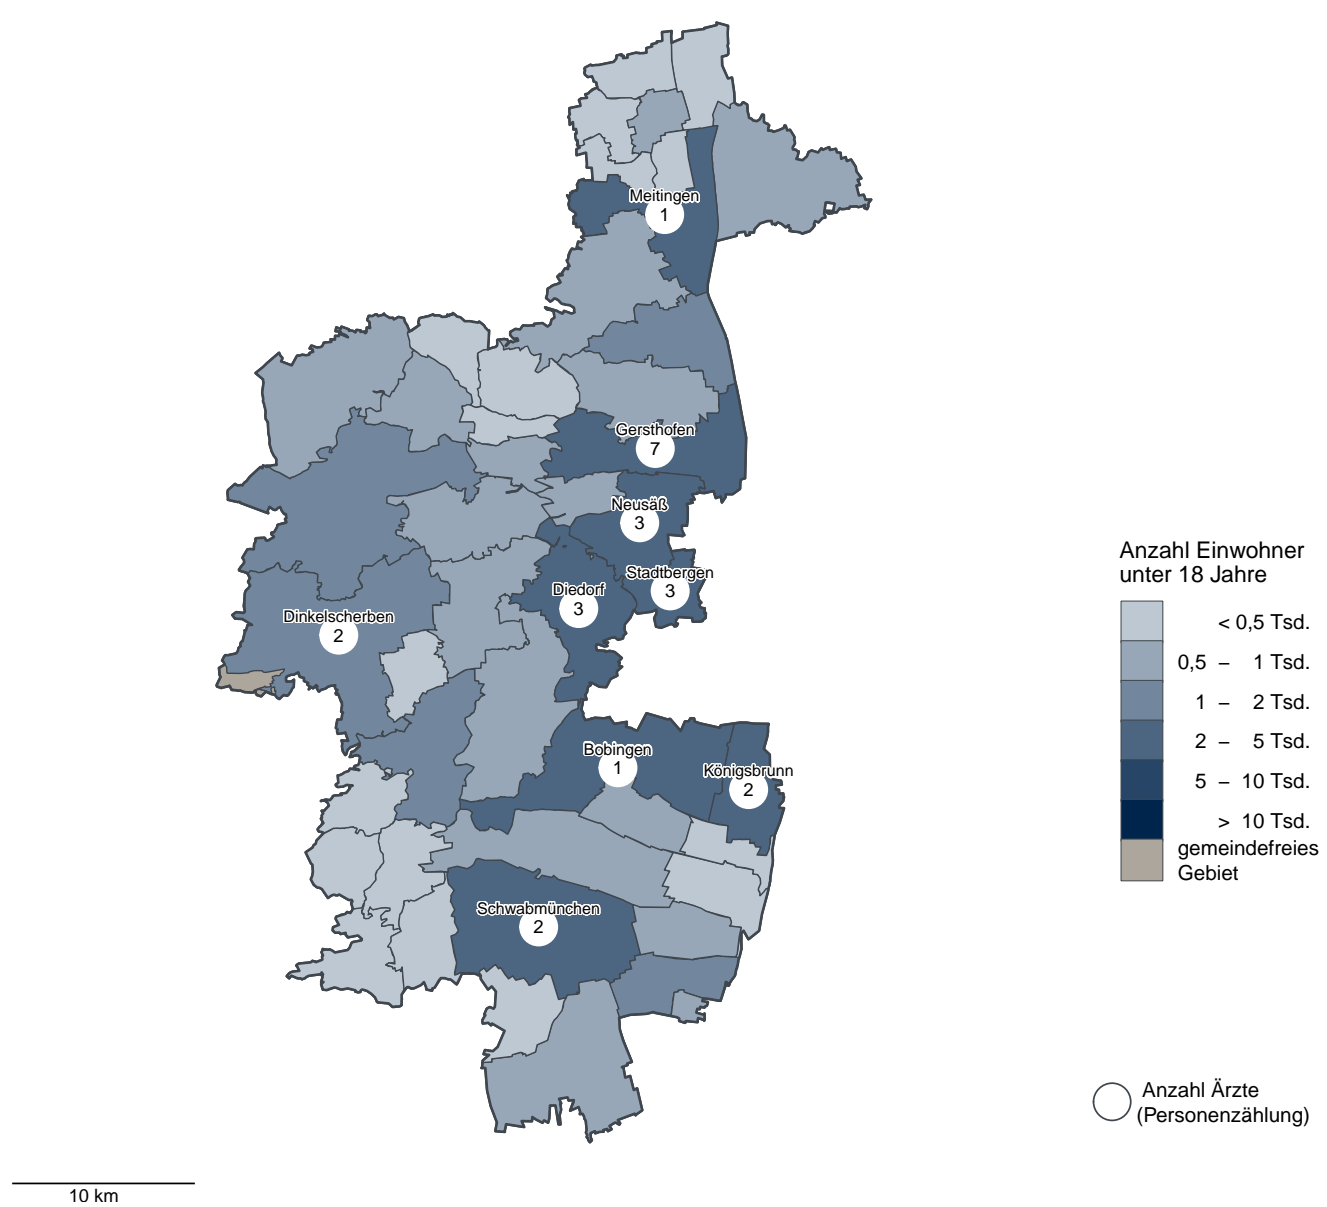 Meitingen
1
Gersthofen
7
Neusäß
3
Stadtbergen
3
Diedorf
3
Dinkelscherben
2
Bobingen
1
Königsbrunn
2
Schwabmünchen
2
Anzahl Einwohner
unter 18 Jahre
< 0,5 Tsd.
0,5 – 1 Tsd.
1 – 2 Tsd.
2 – 5 Tsd.
5 – 10 Tsd.
> 10 Tsd.
gemeindefreies
Gebiet
Anzahl Ärzte
(Personenzählung)
10 km